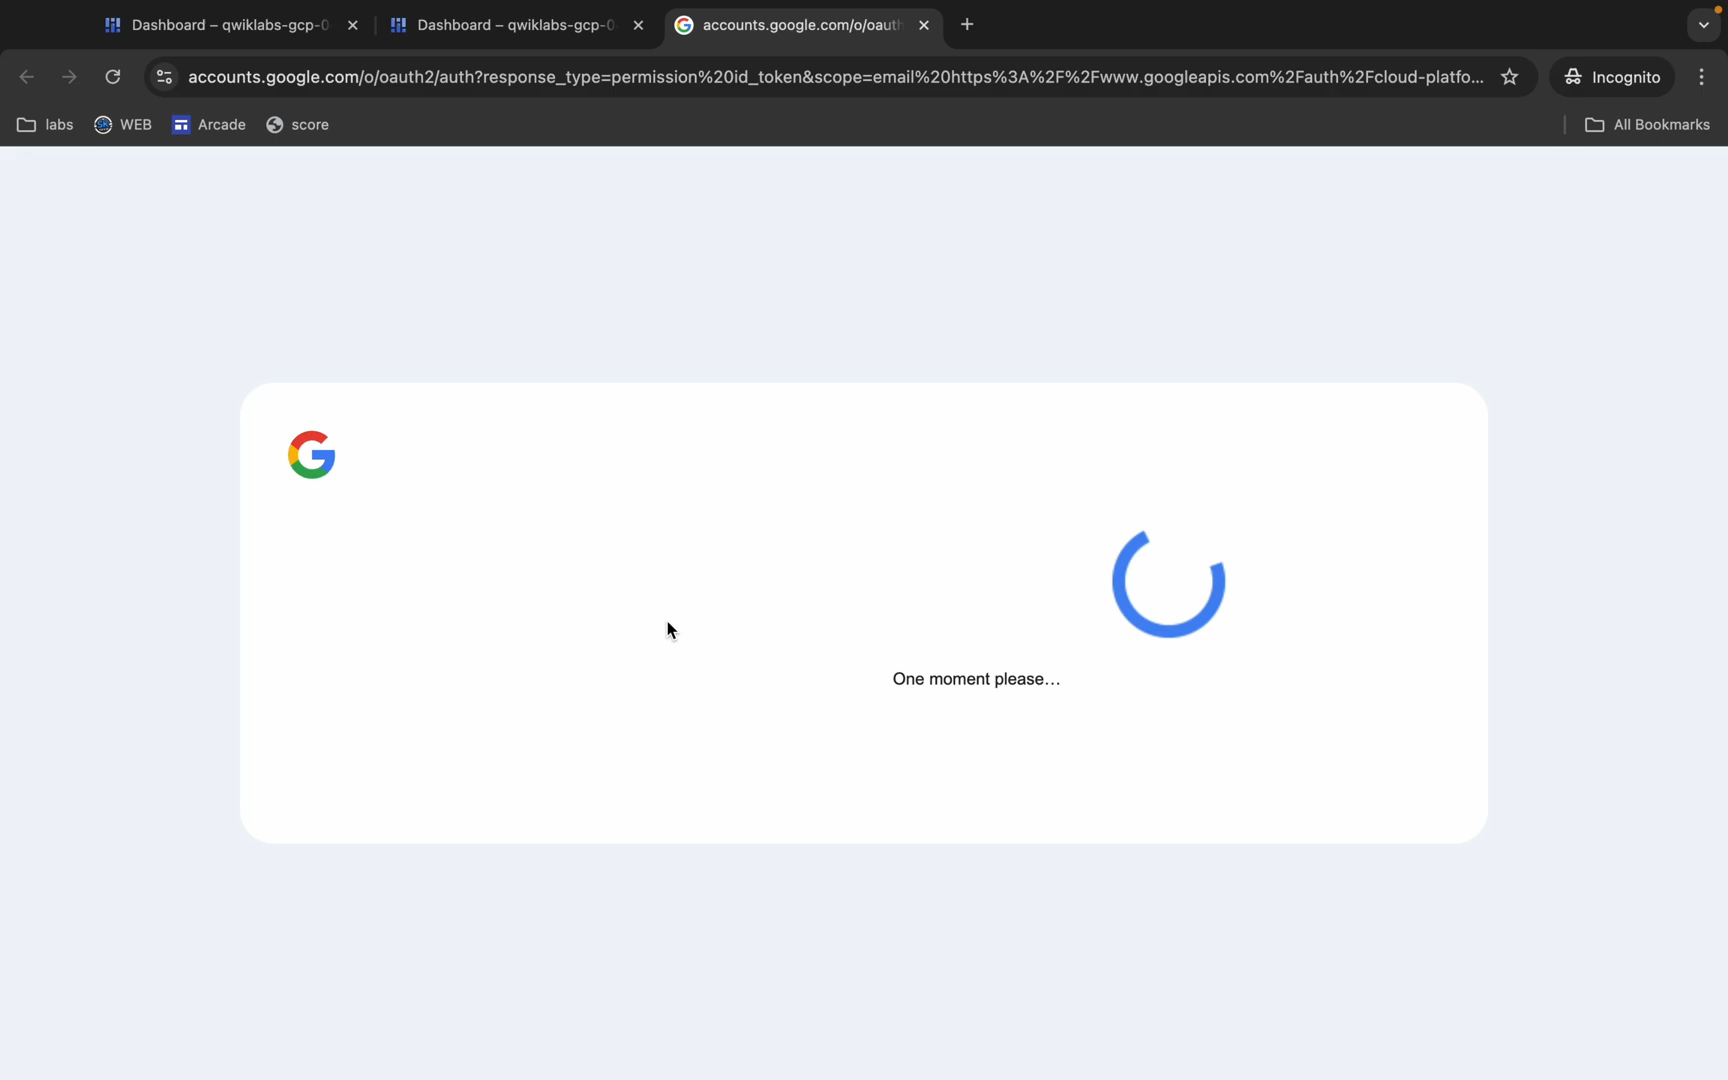 Dashboard – qwiklabs-gcp-0
Dashboard – qwiklabs-gcp-0
accounts.google.com/o/oauth
accounts.google.com/o/oauth2/auth?response_type=permission%20id_token&scope=email%20https%3A%2F%2Fwww.googleapis.com%2Fauth%2Fcloud-platfo...
Incognito
labs
WEB
Arcade
score
All Bookmarks
One moment please...